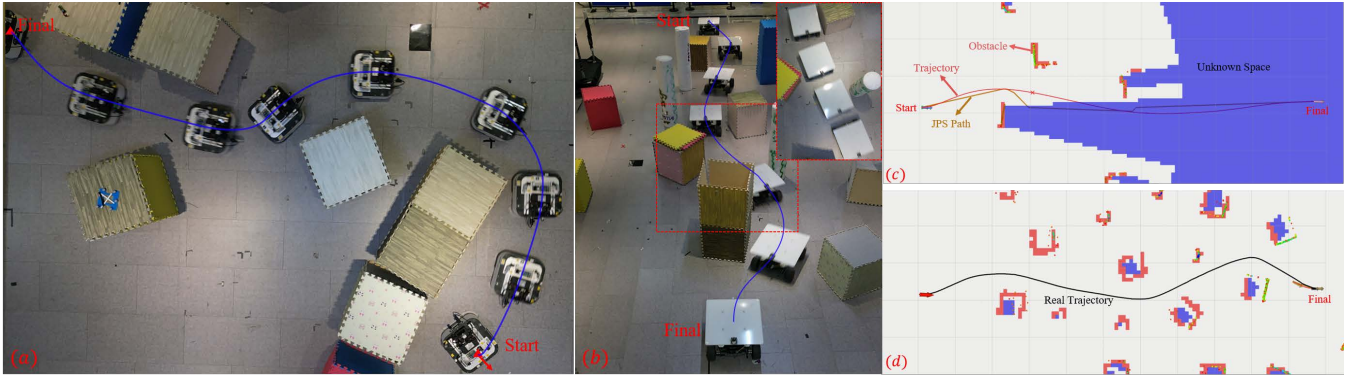 Final
Start
(a)
Start
Final
(b)
Obstacle
Trajectory
Unknown Space
Start
JPS Path
Final
(c)
Real Trajectory
Final
(d)